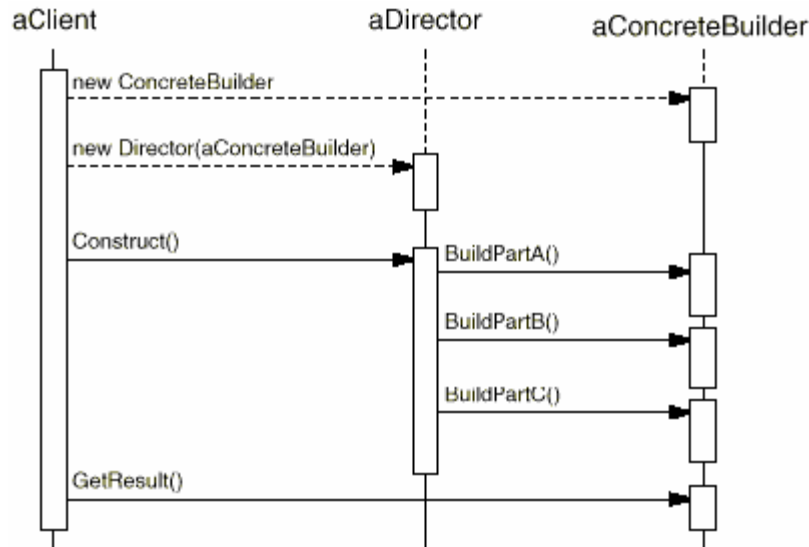 aClient
aDirector
aConcreteBuilder
new ConcreteBuilder
new Director(aConcreteBuilder)
Construct()
BuildPartA()
BuildPartB()
BuildPartC()
GetResult()